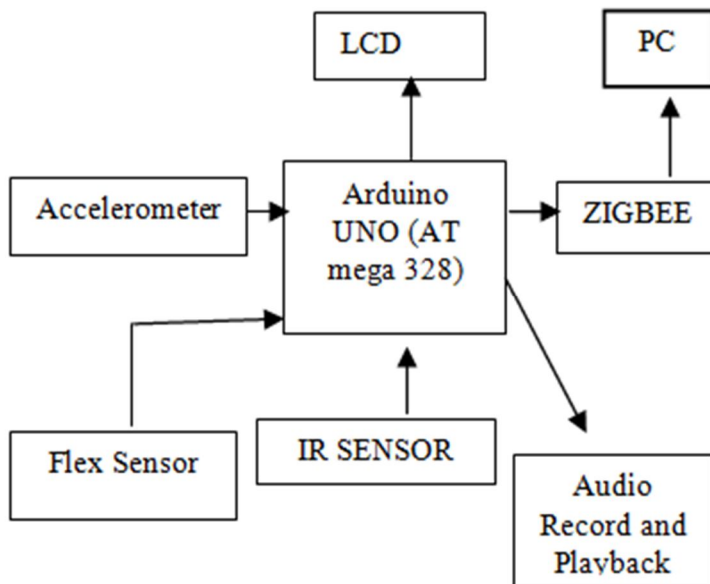 LCD
PC
Accelerometer
Arduino
UNO (AT
mega 328)
ZIGBEE
Flex Sensor
IR SENSOR
Audio
Record and
Playback